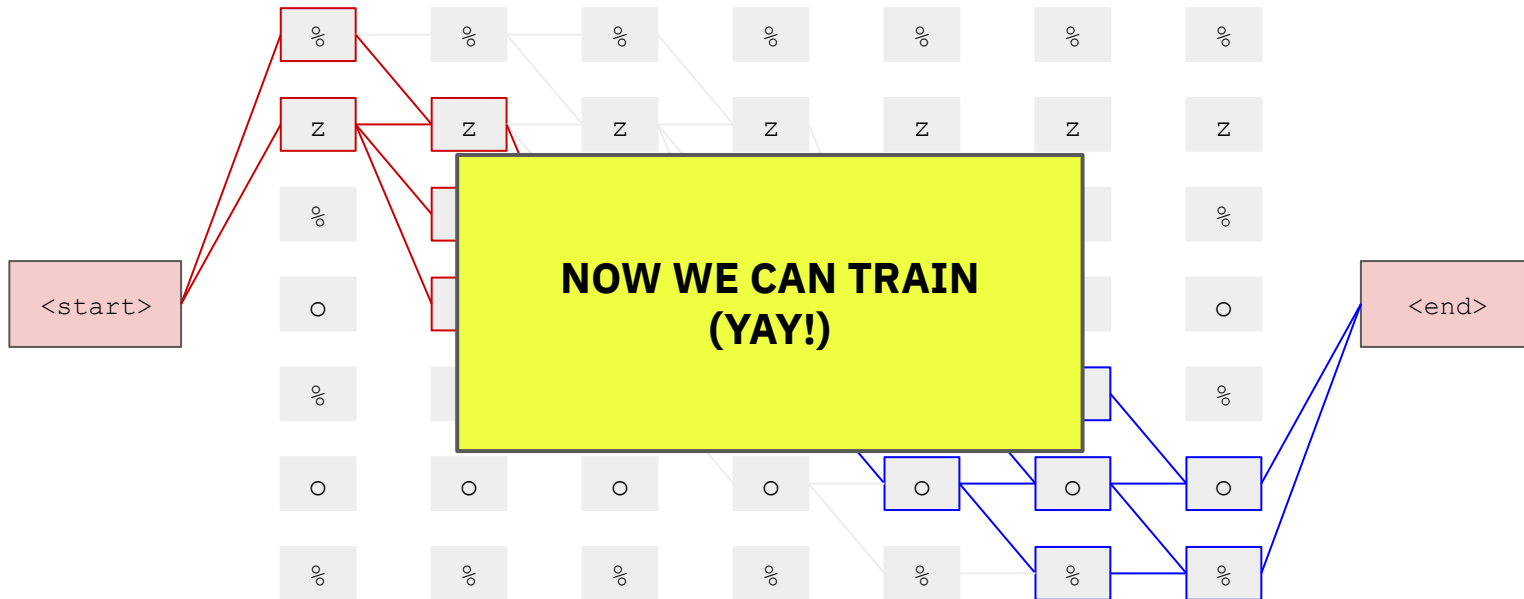 % % % % % % %
z z z z z z z
% %
<start> o o <end>
% %
o o o o o o o
% % % % % % %
NOW WE CAN TRAIN
(YAY!)